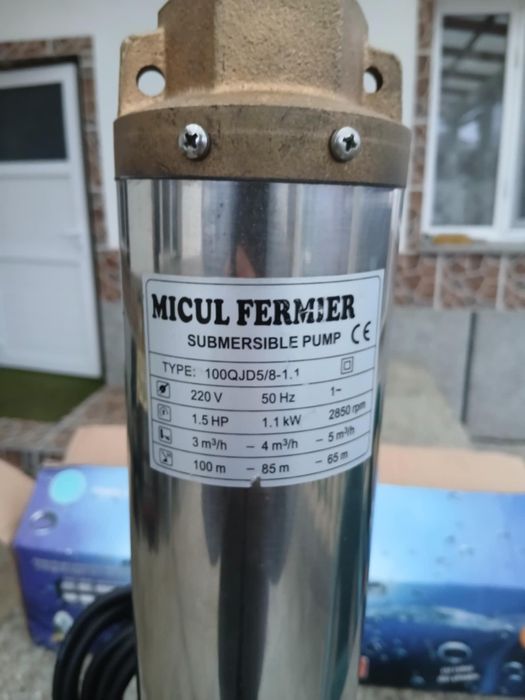 MICUL FERMIER
SUBMERSIBLE PUMP CE
TYPE: 100QJD5/8-1.1
220 V 50 Hz 1~
1.5 HP 1.1 kW 2850 rpm
3 m³/h - 4 m³/h - 5 m³/h
100 m - 85 m - 65 m